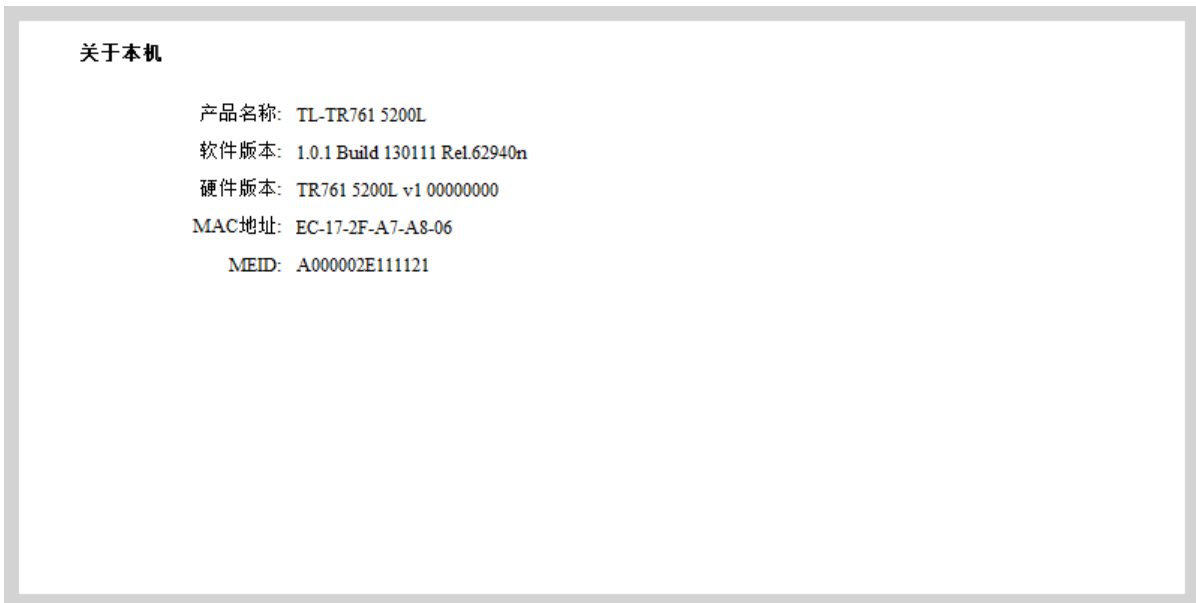 关于本机
产品名称: TL-TR761 5200L
软件版本: 1.0.1 Build 130111 Rel.62940n
硬件版本: TR761 5200L v1 00000000
MAC地址: EC-17-2F-A7-A8-06
MEID: A000002E111121